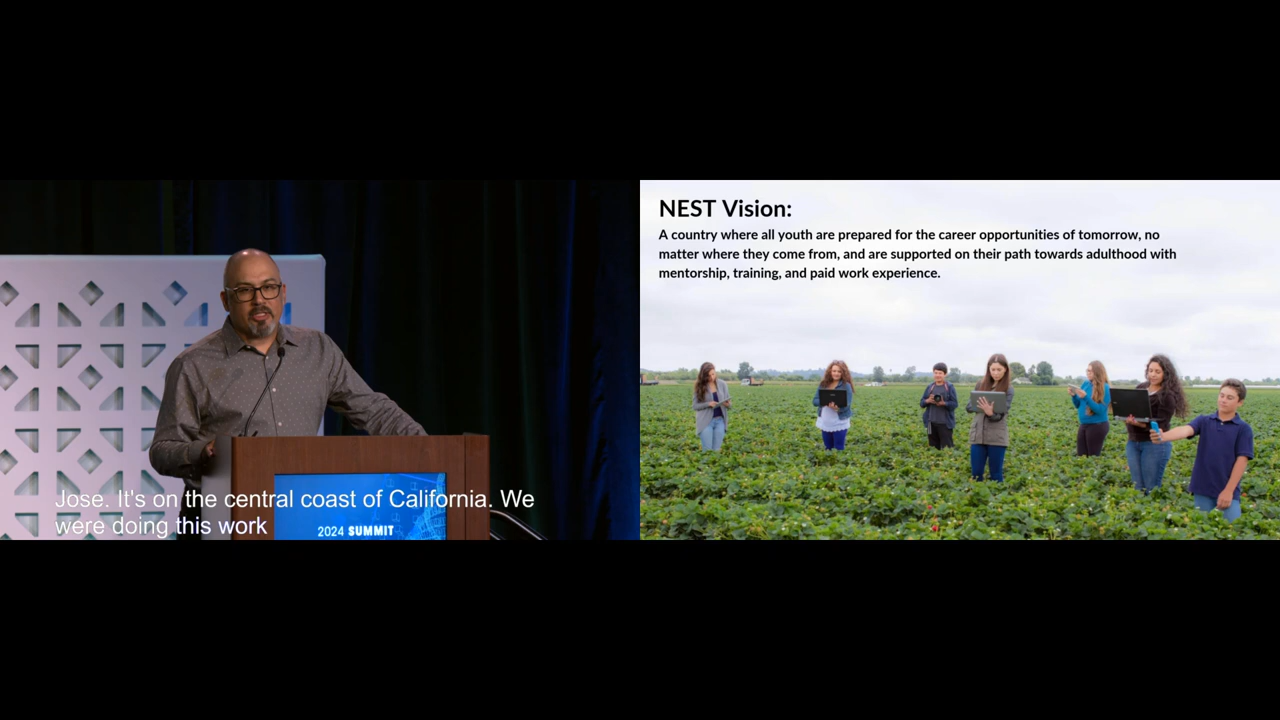 Jose. It's on the central coast of California. We
were doing this work
2024 SUMMIT
NEST Vision:
A country where all youth are prepared for the career opportunities of tomorrow, no
matter where they come from, and are supported on their path towards adulthood with
mentorship, training, and paid work experience.